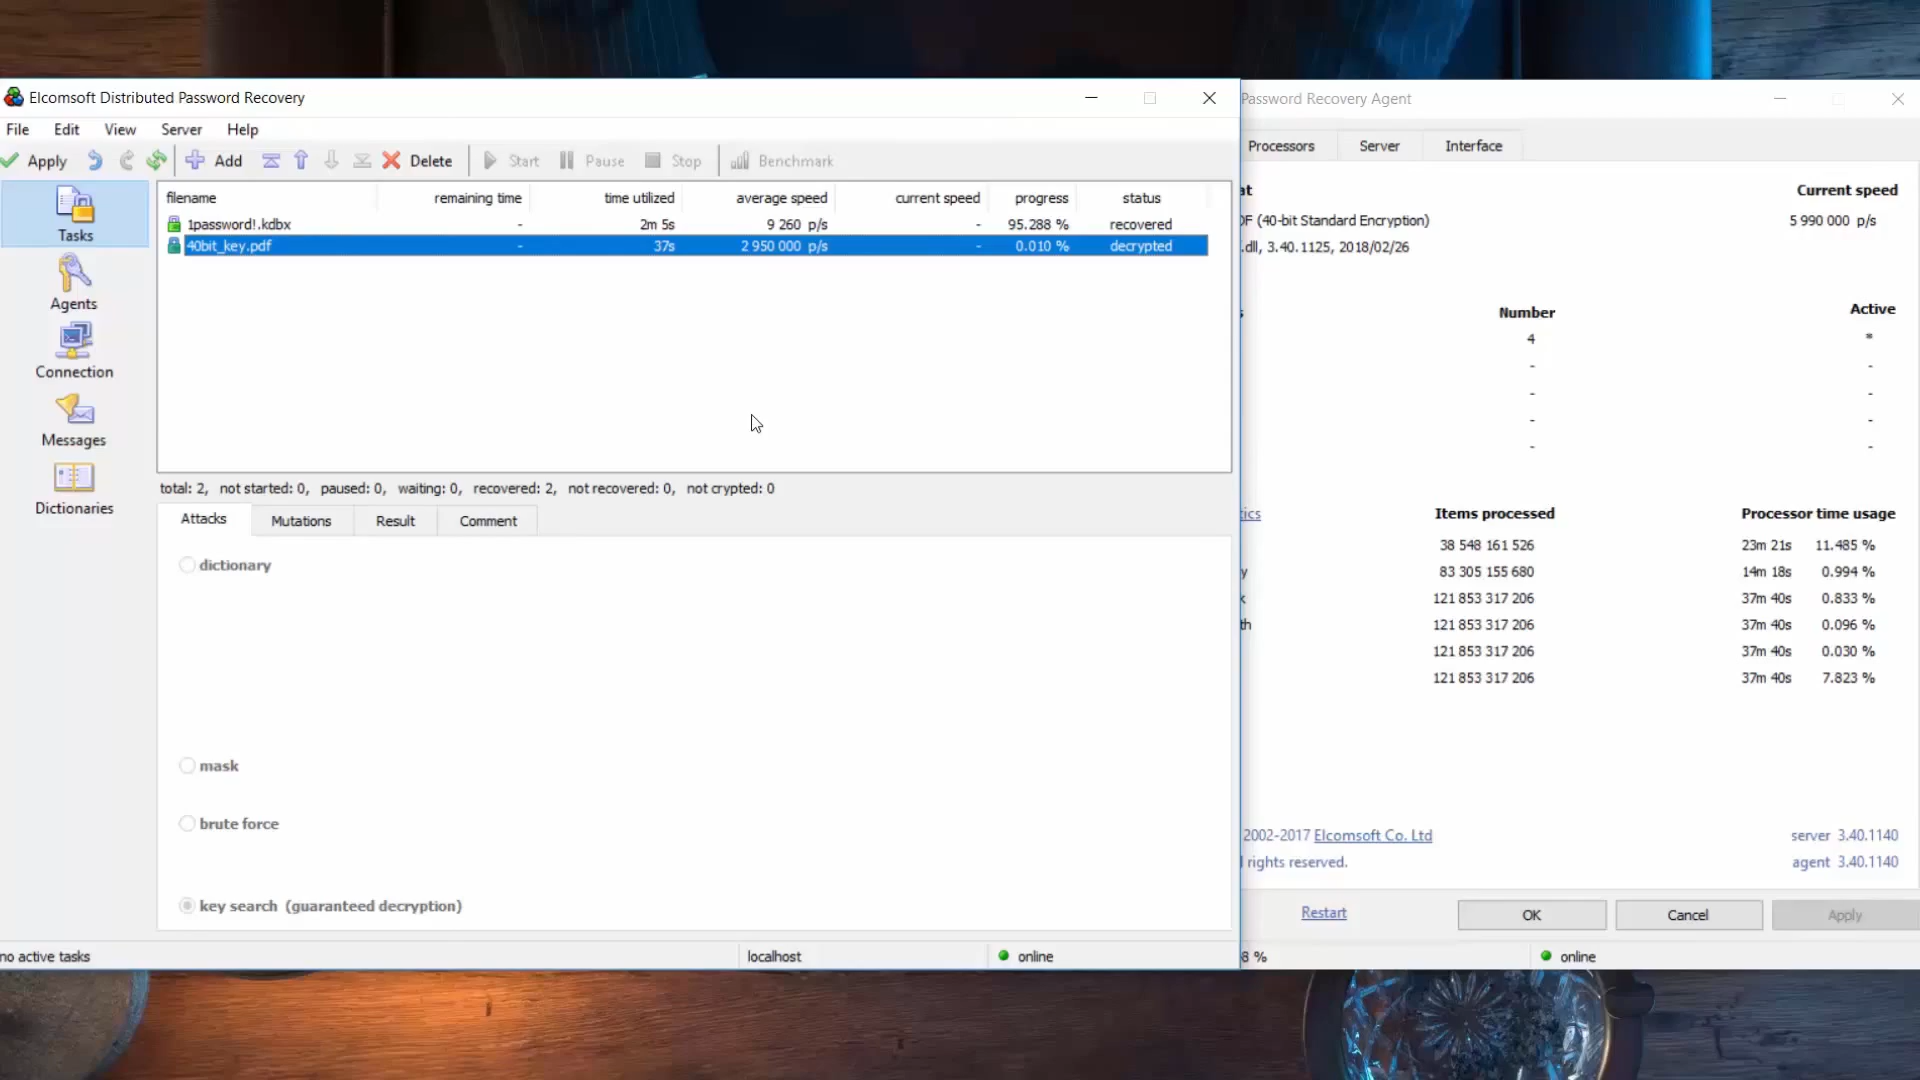 Elcomsoft Distributed Password Recovery
File Edit View Server Help
Apply Add Delete Start Pause Stop Benchmark
Tasks
Agents
Connection
Messages
Dictionaries
filename remaining time time utilized average speed current speed progress status
1password!.kdbx - 2m 5s 9 260 p/s - 95.288 % recovered
40bit_key.pdf - 37s 2 950 000 p/s - 0.010 % decrypted
total: 2, not started: 0, paused: 0, waiting: 0, recovered: 2, not recovered: 0, not crypted: 0
Attacks Mutations Result Comment
dictionary
mask
brute force
key search (guaranteed decryption)
no active tasks localhost online
Password Recovery Agent
Processors Server Interface
at Current speed
DF (40-bit Standard Encryption) 5 990 000 p/s
.dll, 3.40.1125, 2018/02/26
s Number Active
4 *
- -
- -
- -
- -
tics Items processed Processor time usage
38 548 161 526 23m 21s 11.485 %
y 83 305 155 680 14m 18s 0.994 %
k 121 853 317 206 37m 40s 0.833 %
th 121 853 317 206 37m 40s 0.096 %
121 853 317 206 37m 40s 0.030 %
121 853 317 206 37m 40s 7.823 %
2002-2017 Elcomsoft Co. Ltd server 3.40.1140
l rights reserved. agent 3.40.1140
Restart OK Cancel Apply
8 % online